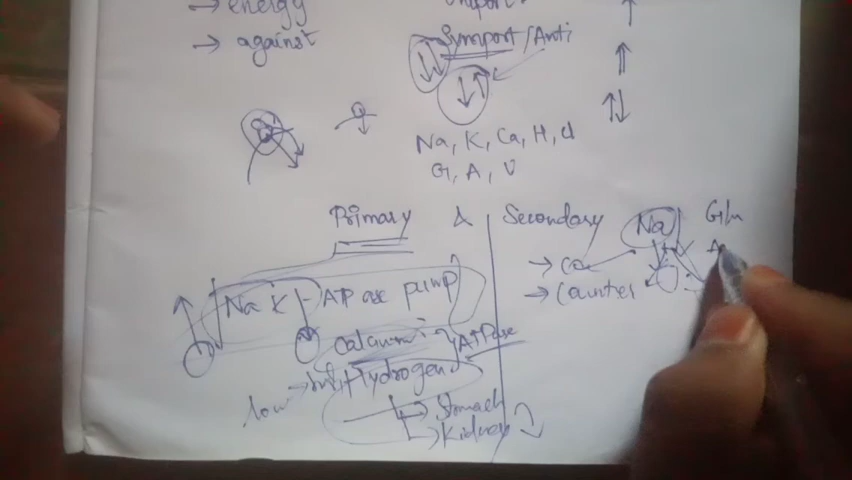 → energy
→ against
Symport/Anti
Na, K, Ca, H, Cl
G, A, V
Primary & Secondary
Na Glu
A
→ Co
→ Counter
Na K - ATPase pump
Calcium
ATPase
Hydrogen
low
→ Stomach
→ Kidney